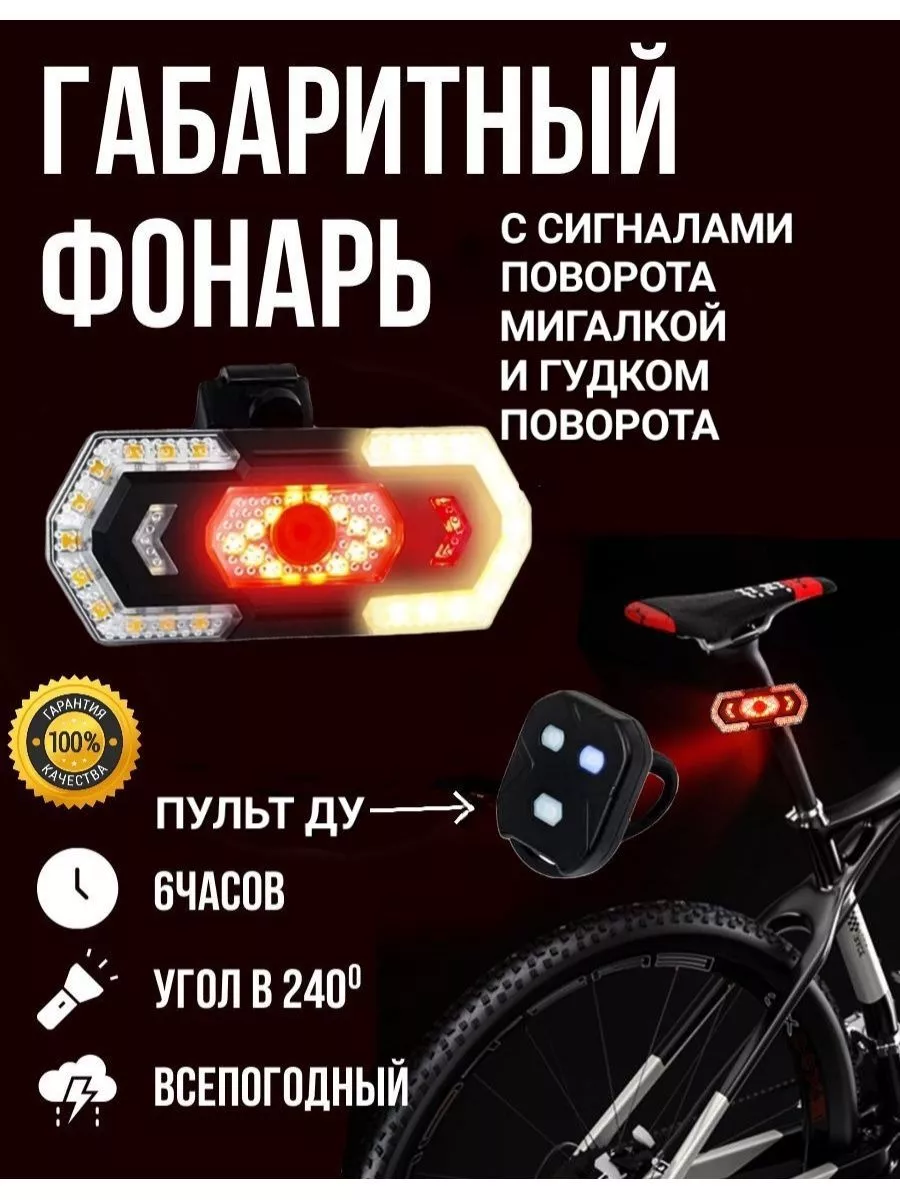 ГАБАРИТНЫЙ
ФОНАРЬ
С СИГНАЛАМИ
ПОВОРОТА
МИГАЛКОЙ
И ГУДКОМ
ПОВОРОТА
ГАРАНТИЯ
100%
КАЧЕСТВА
ПУЛЬТ ДУ
6ЧАСОВ
УГОЛ В 240⁰
ВСЕПОГОДНЫЙ